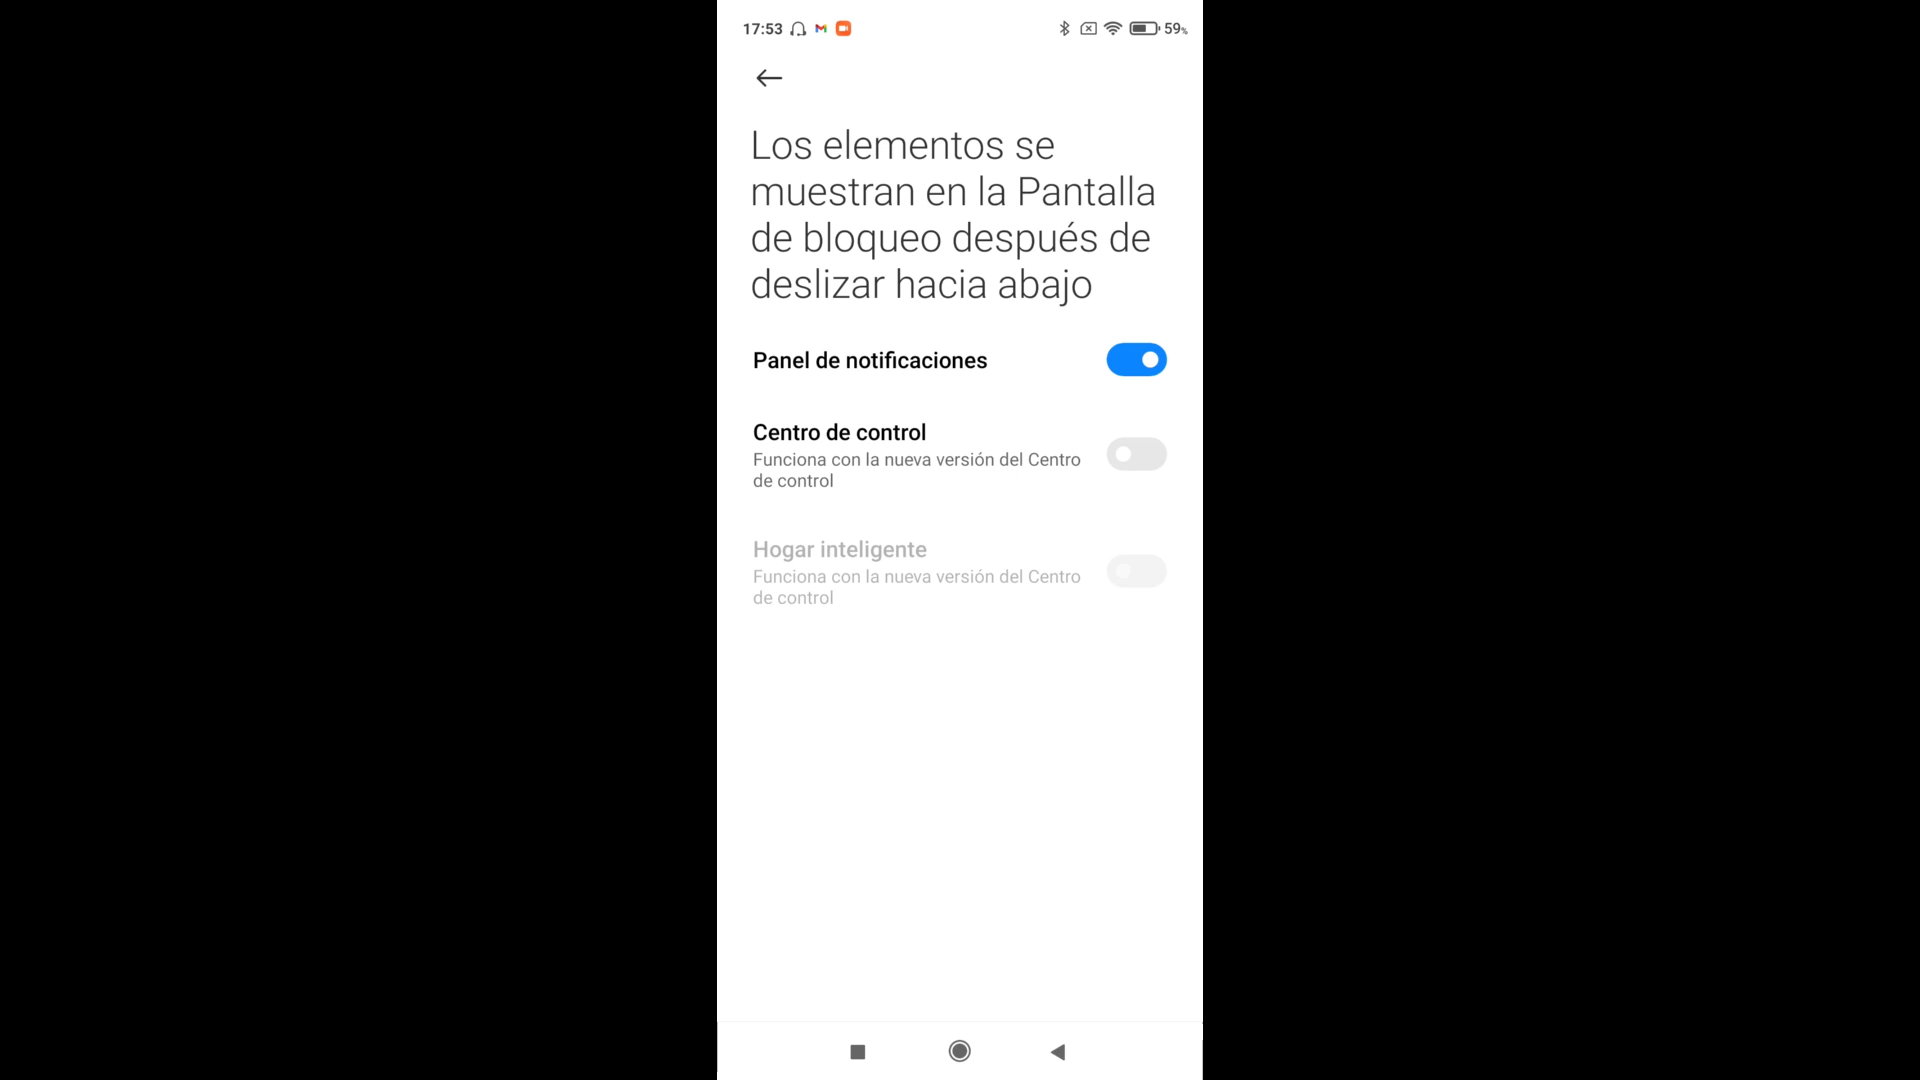 17:53 59%
Los elementos se
muestran en la Pantalla
de bloqueo después de
deslizar hacia abajo
Panel de notificaciones
Centro de control
Funciona con la nueva versión del Centro
de control
Hogar inteligente
Funciona con la nueva versión del Centro
de control